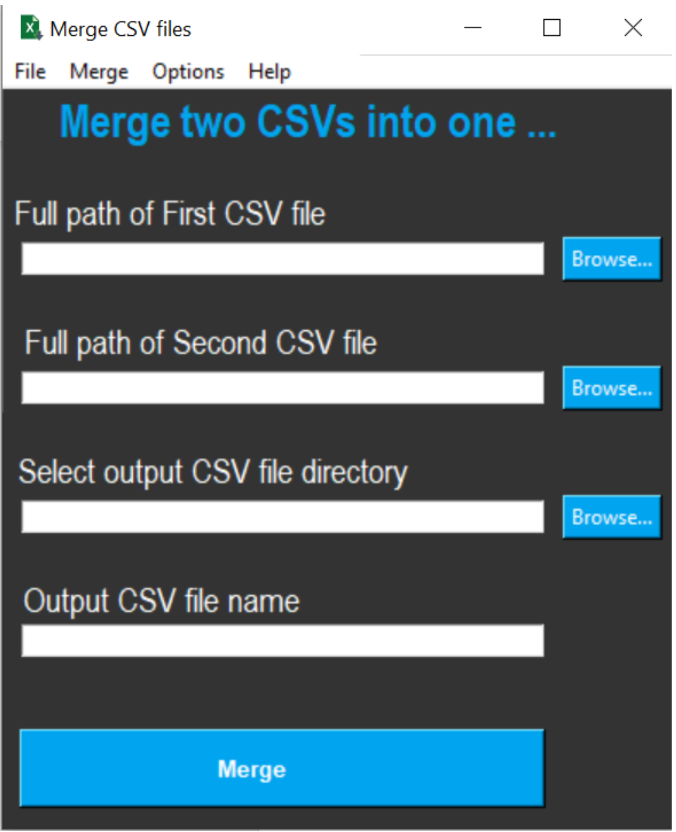 Merge CSV files
File Merge Options Help
Merge two CSVs into one ...
Full path of First CSV file
Browse...
Full path of Second CSV file
Browse...
Select output CSV file directory
Browse...
Output CSV file name
Merge